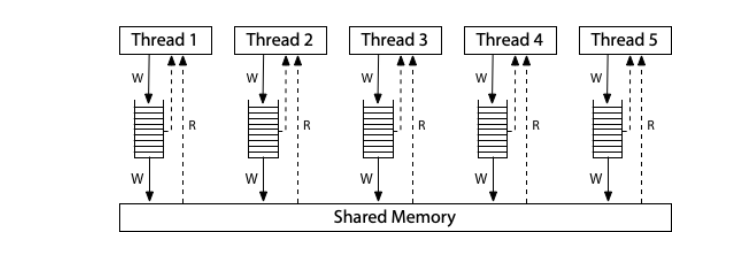 Thread 1 Thread 2 Thread 3 Thread 4 Thread 5
W W W W W
R R R R R
W W W W W
Shared Memory